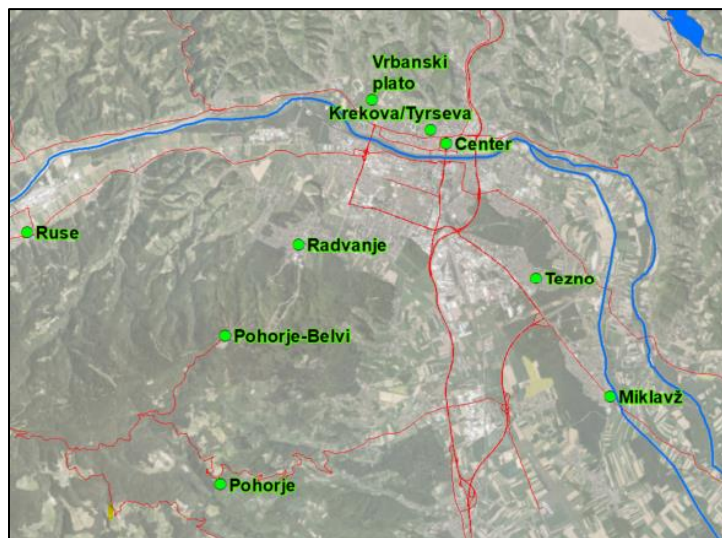 Vrbanski
plato
Krekova/Tyrseva
Center
Ruse
Radvanje
Tezno
Pohorje-Belvi
Miklavž
Pohorje